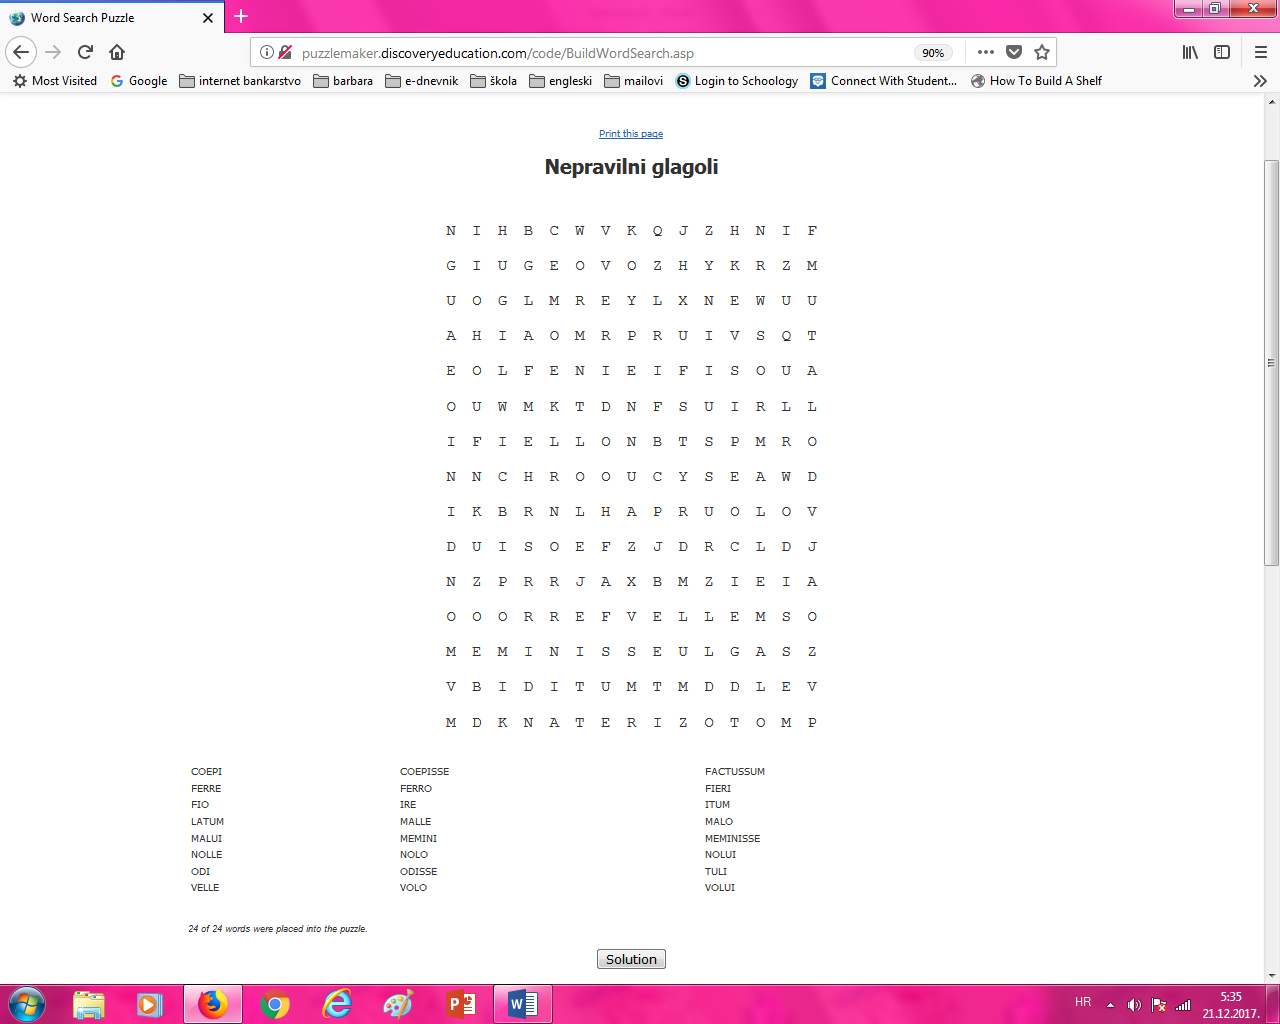 Word Search Puzzle
puzzlemaker.discoveryeducation.com/code/BuildWordSearch.asp 90%
Most Visited Google internet bankarstvo barbara e-dnevnik škola engleski mailovi Login to Schoology Connect With Student... How To Build A Shelf
Print this page
Nepravilni glagoli
N I H B C W V K Q J Z H N I F
G I U G E O V O Z H Y K R Z M
U O G L M R E Y L X N E W U U
A H I A O M R P R U I V S Q T
E O L F E N I E I F I S O U A
O U W M K T D N F S U I R L L
I F I E L L O N B T S P M R O
N N C H R O O U C Y S E A W D
I K B R N L H A P R U O L O V
D U I S O E F Z J D R C L D J
N Z P R R J A X B M Z I E I A
O O O R R E F V E L L E M S O
M E M I N I S S E U L G A S Z
V B I D I T U M T M D D L E V
M D K N A T E R I Z O T O M P
COEPI COEPISSE FACTUSSUM
FERRE FERRO FIERI
FIO IRE ITUM
LATUM MALLE MALO
MALUI MEMINI MEMINISSE
NOLLE NOLO NOLUI
ODI ODISSE TULI
VELLE VOLO VOLUI
24 of 24 words were placed into the puzzle.
Solution
HR 5:35
21.12.2017.